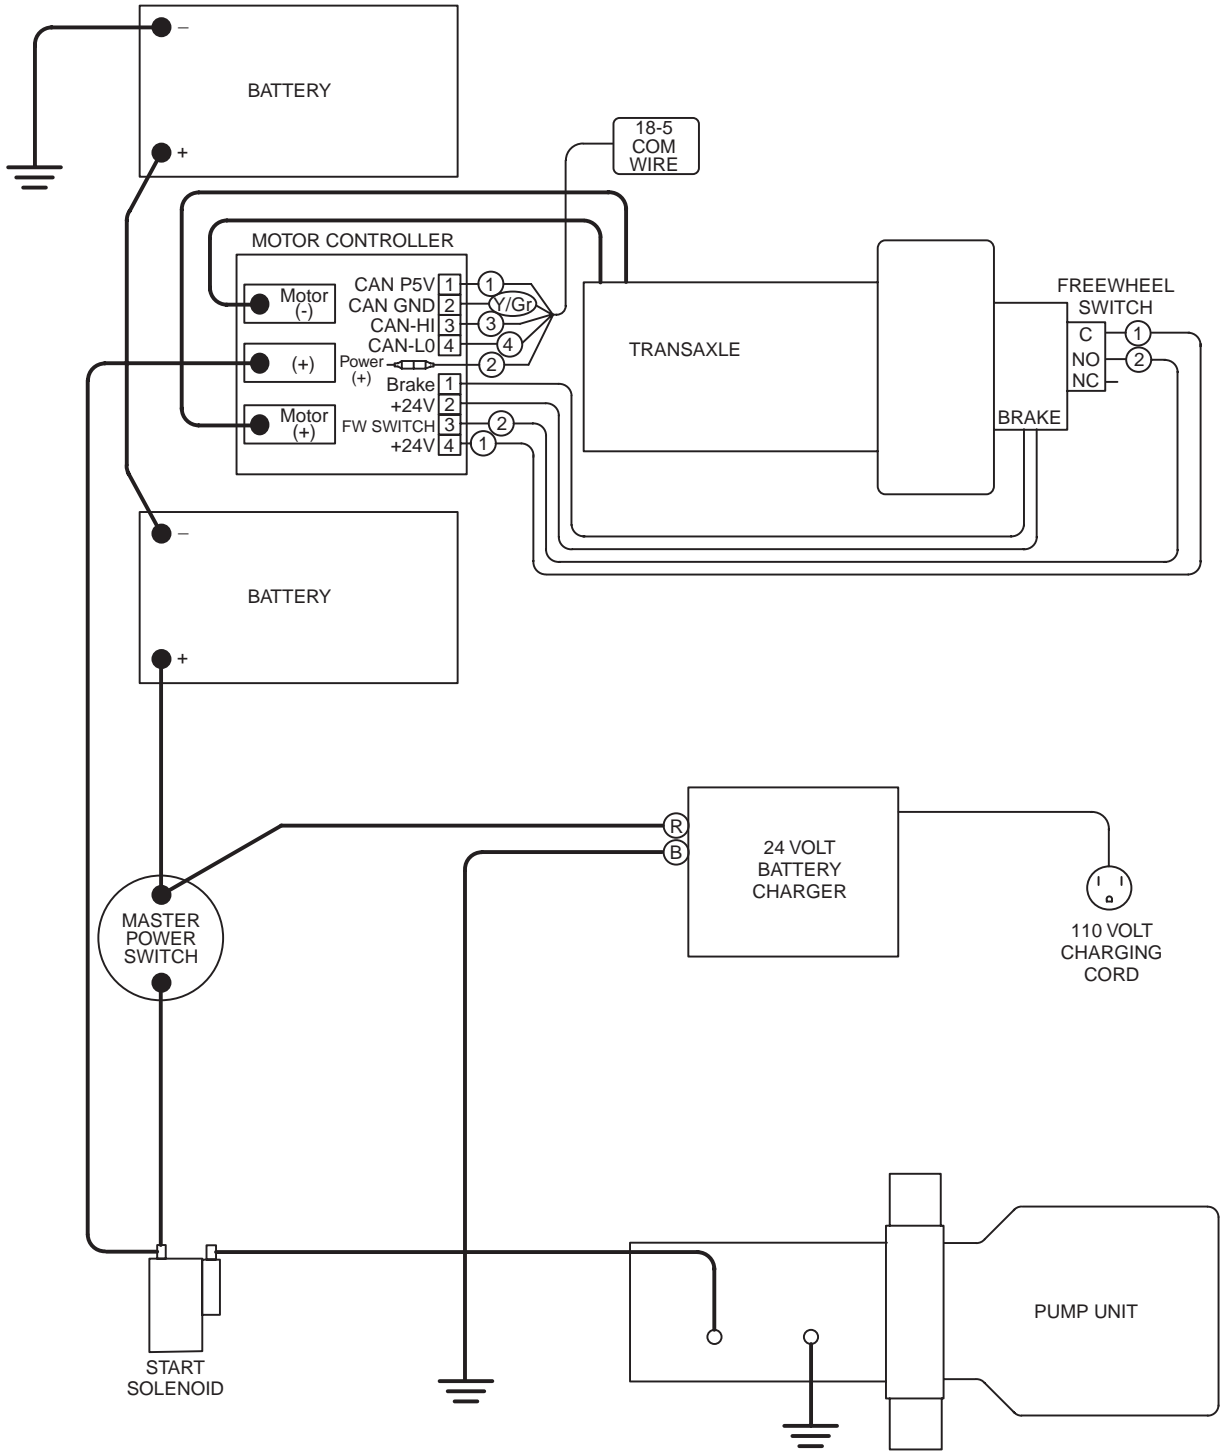 –
BATTERY
+
18-5
COM
WIRE
MOTOR CONTROLLER
Motor
(-)
(+)
Motor
(+)
CAN P5V 1 1
CAN GND 2 Y/Gr
CAN-HI 3 3
CAN-L0 4 4
Power
(+)
2
Brake 1
+24V 2
FW SWITCH 3 2
+24V 4 1
TRANSAXLE
BRAKE
FREEWHEEL
SWITCH
C 1
NO 2
NC
–
BATTERY
+
R
B
24 VOLT
BATTERY
CHARGER
110 VOLT
CHARGING
CORD
MASTER
POWER
SWITCH
PUMP UNIT
START
SOLENOID